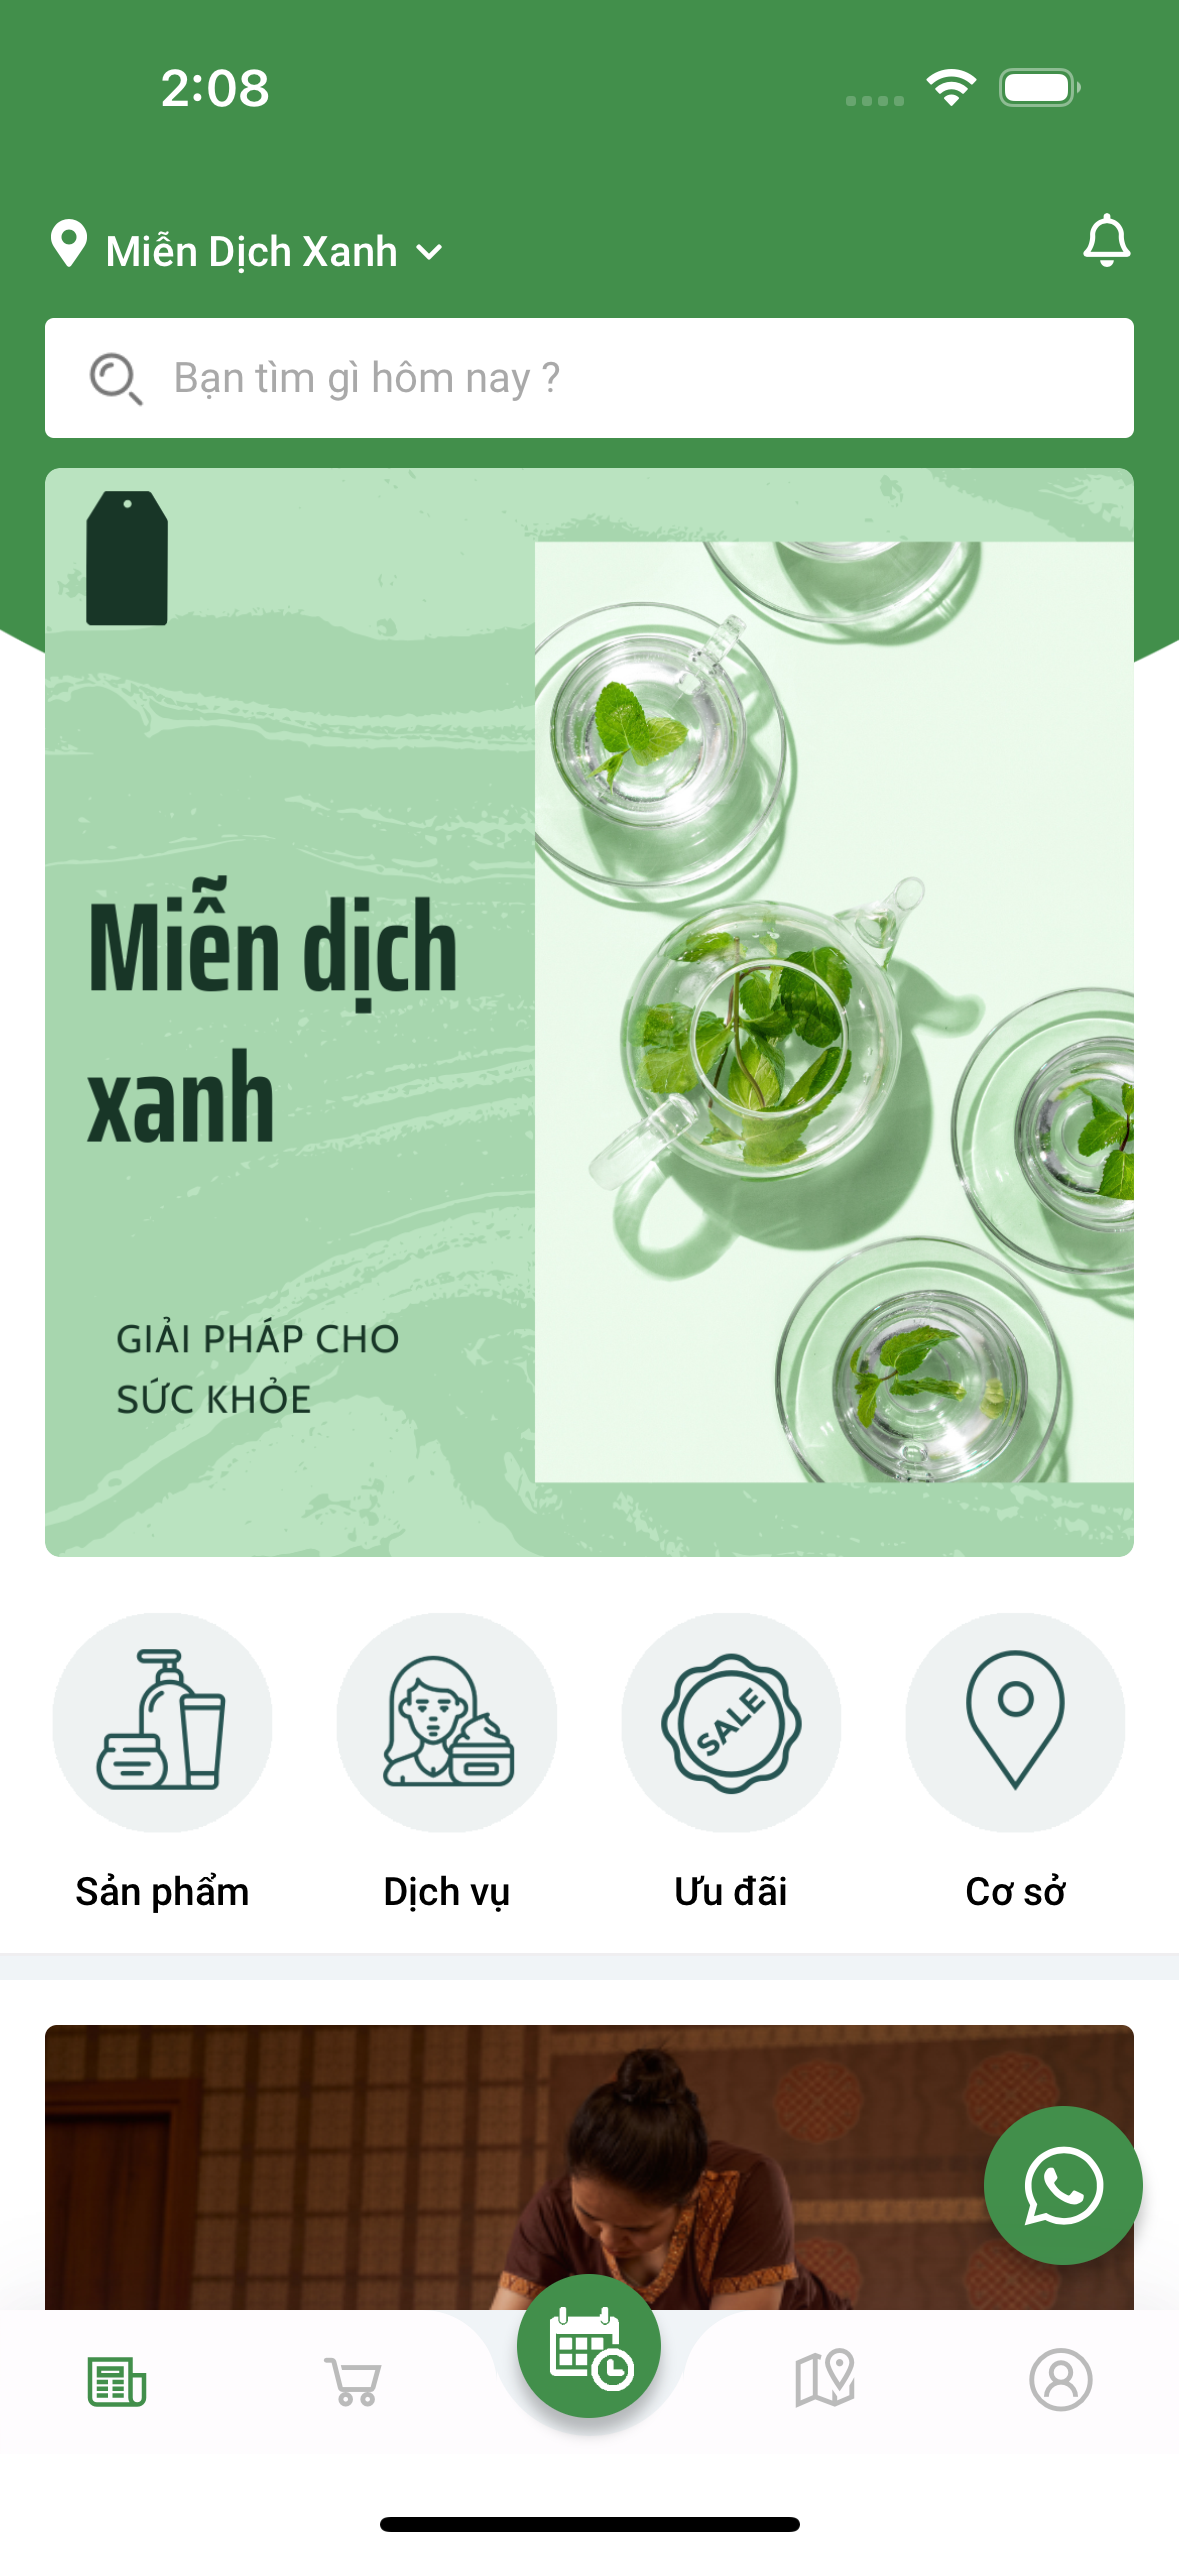 2:08
Miễn Dịch Xanh
Bạn tìm gì hôm nay ?
Miễn dịch
xanh
GIẢI PHÁP CHO
SỨC KHỎE
SALE
Sản phẩm
Dịch vụ
Ưu đãi
Cơ sở